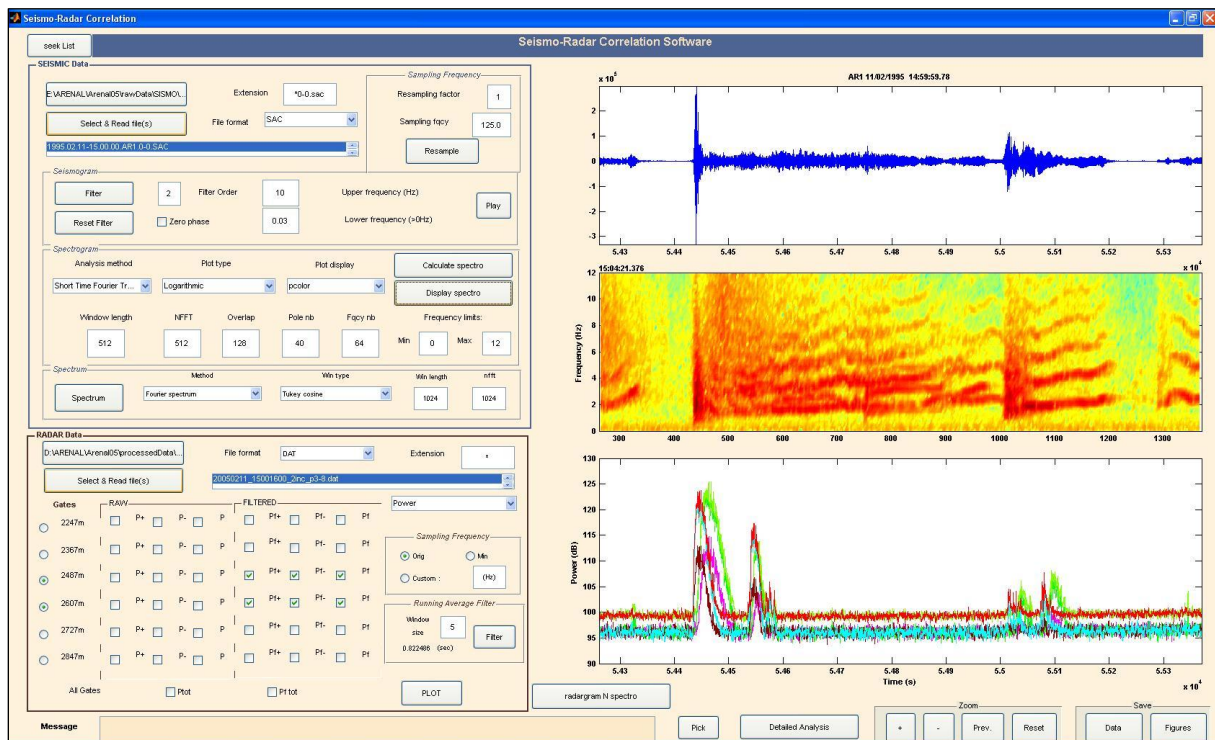 Seismo-Radar Correlation
seek List
Seismo-Radar Correlation Software
SEISMIC Data
E:\ARENAL\Arenal05\rawData\SISMO\...
Extension
*0-0.sac
Select & Read file(s)
File format
SAC
1995.02.11-15.00.00.AR1.0-0.SAC
Sampling Frequency
Resampling factor
1
Sampling fqcy
125.0
Resample
Seismogram
Filter
2
Filter Order
10
Upper frequency (Hz)
Play
Reset Filter
Zero phase
0.03
Lower frequency (>0Hz)
Spectrogram
Analysis method
Plot type
Plot display
Calculate spectro
Short Time Fourier Tr...
Logarithmic
pcolor
Display spectro
Window length
NFFT
Overlap
Pole nb
Fqcy nb
Frequency limits:
512
512
128
40
64
Min
0
Max
12
Spectrum
Method
Win type
Win length
nfft
Spectrum
Fourier spectrum
Tukey cosine
1024
1024
RADAR Data
D:\ARENAL\Arenal05\processedData\...
File format
DAT
Extension
*
Select & Read file(s)
20050211_15001600_2inc_p3-8.dat
Gates
RAW
FILTERED
Power
2247m P+ P- P Pf+ Pf- Pf
2367m P+ P- P Pf+ Pf- Pf
2487m P+ P- P Pf+ Pf- Pf
2607m P+ P- P Pf+ Pf- Pf
2727m P+ P- P Pf+ Pf- Pf
2847m P+ P- P Pf+ Pf- Pf
Sampling Frequency
Orig
Min
Custom :
(Hz)
Running Average Filter
Window
size
5
Filter
0.822486 (sec)
All Gates
Ptot
Pf tot
PLOT
Message
AR1 11/02/1995 14:59:59.78
x 10⁵
3
2
1
0
-1
-2
-3
5.43 5.44 5.45 5.46 5.47 5.48 5.49 5.5 5.51 5.52 5.53
x 10⁴
15:04:21.376
Frequency (Hz)
12
10
8
6
4
2
0
300 400 500 600 700 800 900 1000 1100 1200 1300
Power (dB)
130
125
120
115
110
105
100
95
90
5.43 5.44 5.45 5.46 5.47 5.48 5.49 5.5 5.51 5.52 5.53
Time (s)
x 10⁴
radargram N spectro
Pick
Detailed Analysis
Zoom
+
-
Prev.
Reset
Save
Data
Figures